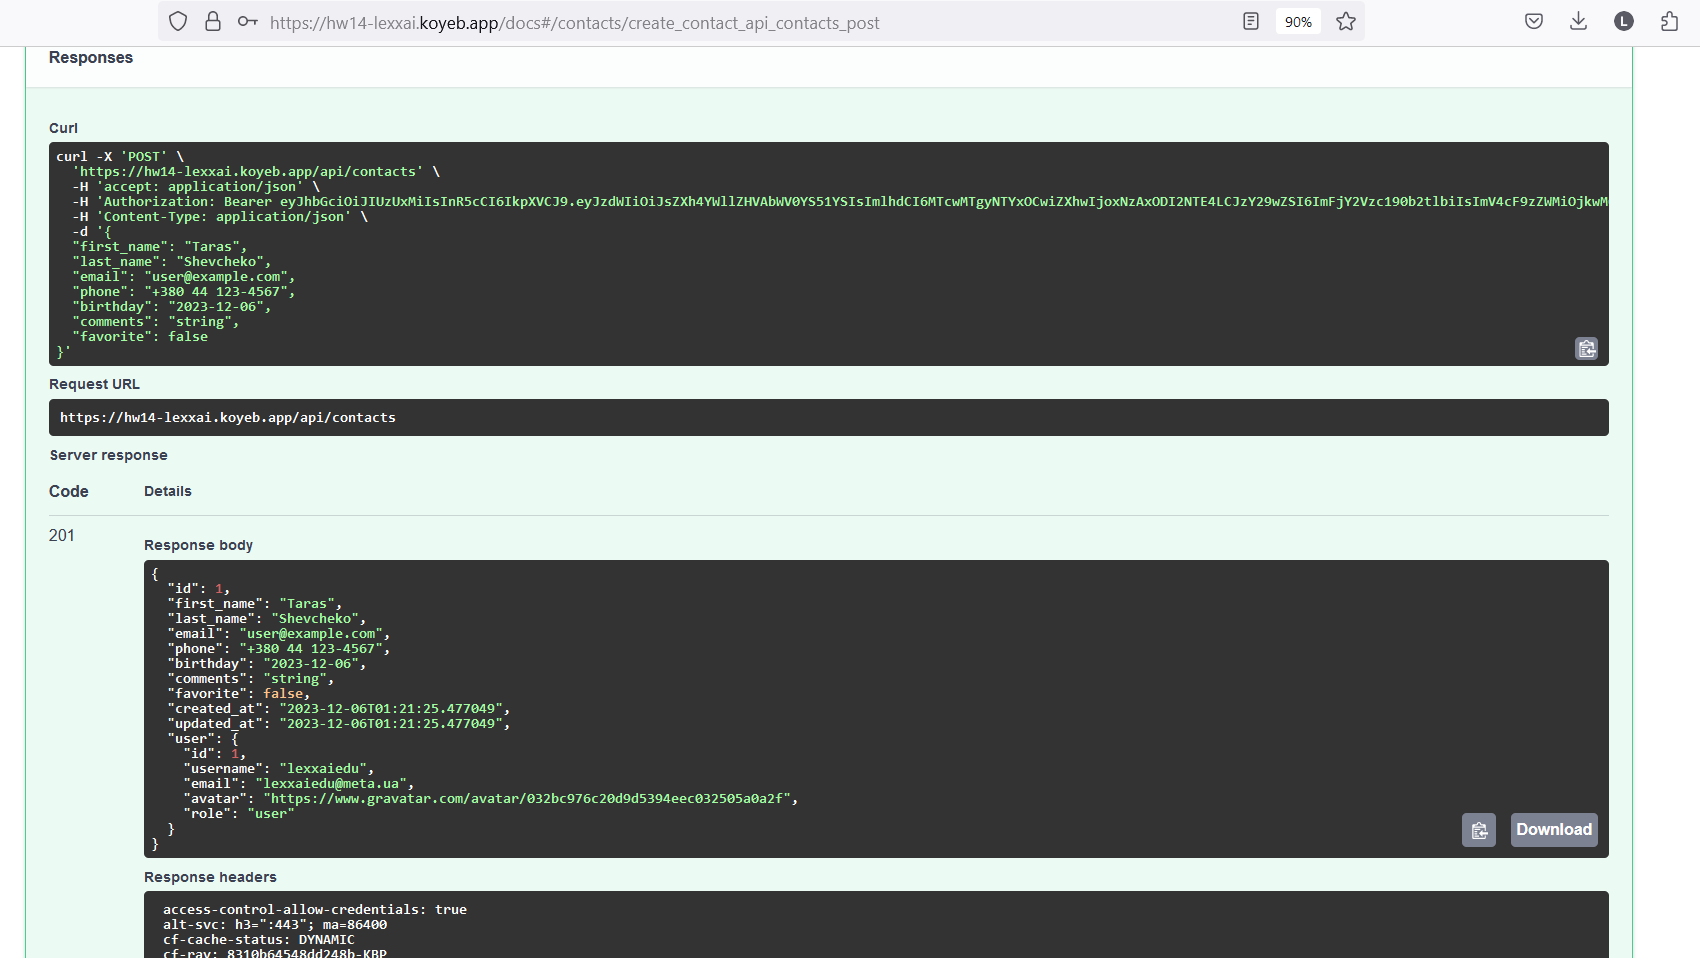 https://hw14-lexxai.koyeb.app/docs#/contacts/create_contact_api_contacts_post
90%
L
Responses
Curl
curl -X 'POST' \
'https://hw14-lexxai.koyeb.app/api/contacts' \
-H 'accept: application/json' \
-H 'Authorization: Bearer eyJhbGciOiJIUzUxMiIsInR5cCI6IkpXVCJ9.eyJzdWIiOiJsZXh4YWllZHVAbWV0YS51YSIsImlhdCI6MTcwMTgyNTYxOCwiZXhwIjoxNzAxODI2NTE4LCJzY29wZSI6ImFjY2Vzc190b2tlbiIsImV4cF9zZWMiOjkwM
-H 'Content-Type: application/json' \
-d '{
"first_name": "Taras",
"last_name": "Shevcheko",
"email": "user@example.com",
"phone": "+380 44 123-4567",
"birthday": "2023-12-06",
"comments": "string",
"favorite": false
}'
Request URL
https://hw14-lexxai.koyeb.app/api/contacts
Server response
Code Details
201
Response body
{
"id": 1,
"first_name": "Taras",
"last_name": "Shevcheko",
"email": "user@example.com",
"phone": "+380 44 123-4567",
"birthday": "2023-12-06",
"comments": "string",
"favorite": false,
"created_at": "2023-12-06T01:21:25.477049",
"updated_at": "2023-12-06T01:21:25.477049",
"user": {
"id": 1,
"username": "lexxaiedu",
"email": "lexxaiedu@meta.ua",
"avatar": "https://www.gravatar.com/avatar/032bc976c20d9d5394eec032505a0a2f",
"role": "user"
}
}
Download
Response headers
access-control-allow-credentials: true
alt-svc: h3=":443"; ma=86400
cf-cache-status: DYNAMIC
cf-ray: 8310b64548dd248b-KBP